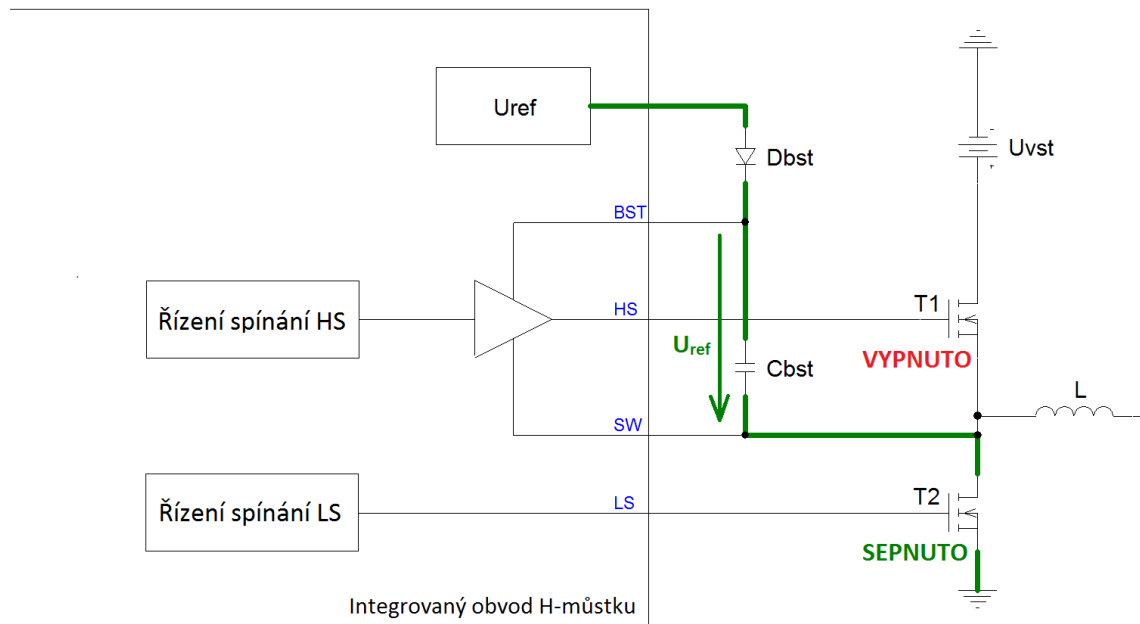 Uref
Dbst
Uvst
BST
Řízení spínání HS
HS
T1
Uref
VYPNUTO
Cbst
L
SW
Řízení spínání LS
LS
T2
SEPNUTO
Integrovaný obvod H-můstku